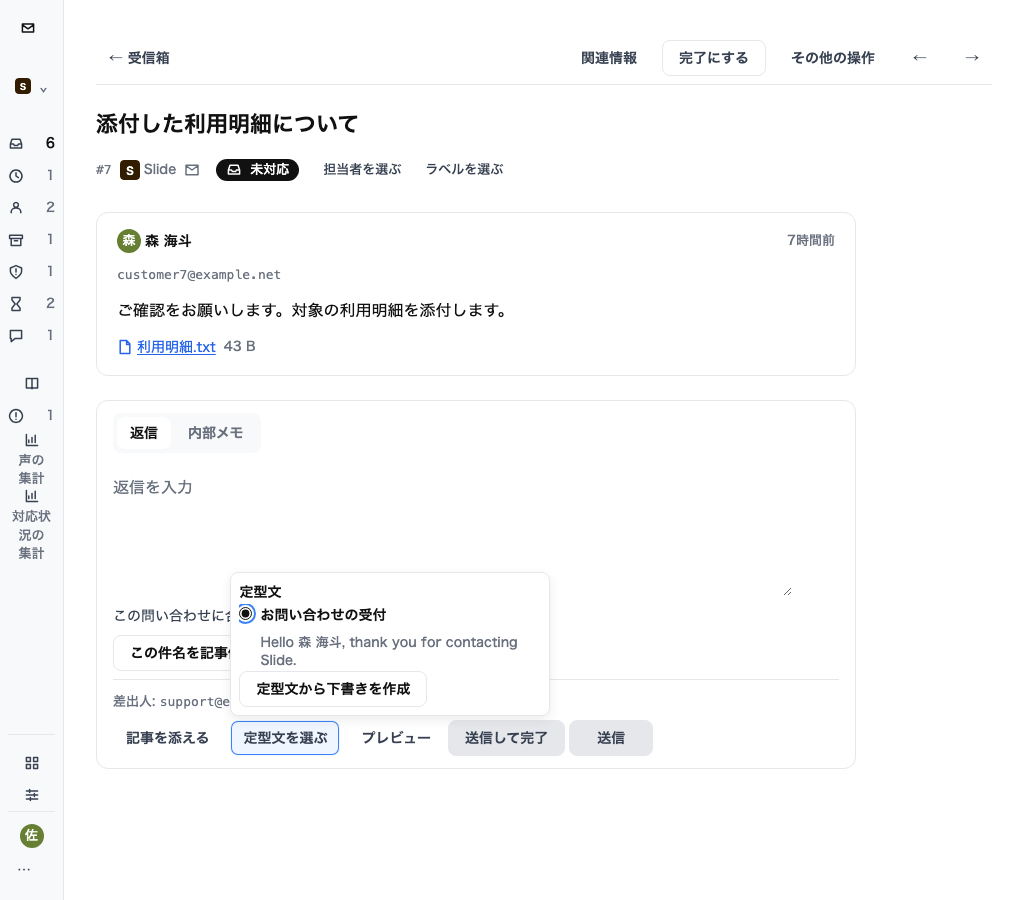 ← 受信箱
関連情報
完了にする
その他の操作
←
→
S
6
1
2
1
1
2
1
1
声の
集計
対応状
況の
集計
佐
…
添付した利用明細について
#7 S Slide 未対応 担当者を選ぶ ラベルを選ぶ
森 森 海斗 7時間前
customer7@example.net
ご確認をお願いします。対象の利用明細を添付します。
利用明細.txt 43 B
返信 内部メモ
返信を入力
この問い合わせに
この件名を記事
定型文
お問い合わせの受付
Hello 森 海斗, thank you for contacting
Slide.
定型文から下書きを作成
差出人: support@e
記事を添える 定型文を選ぶ プレビュー 送信して完了 送信